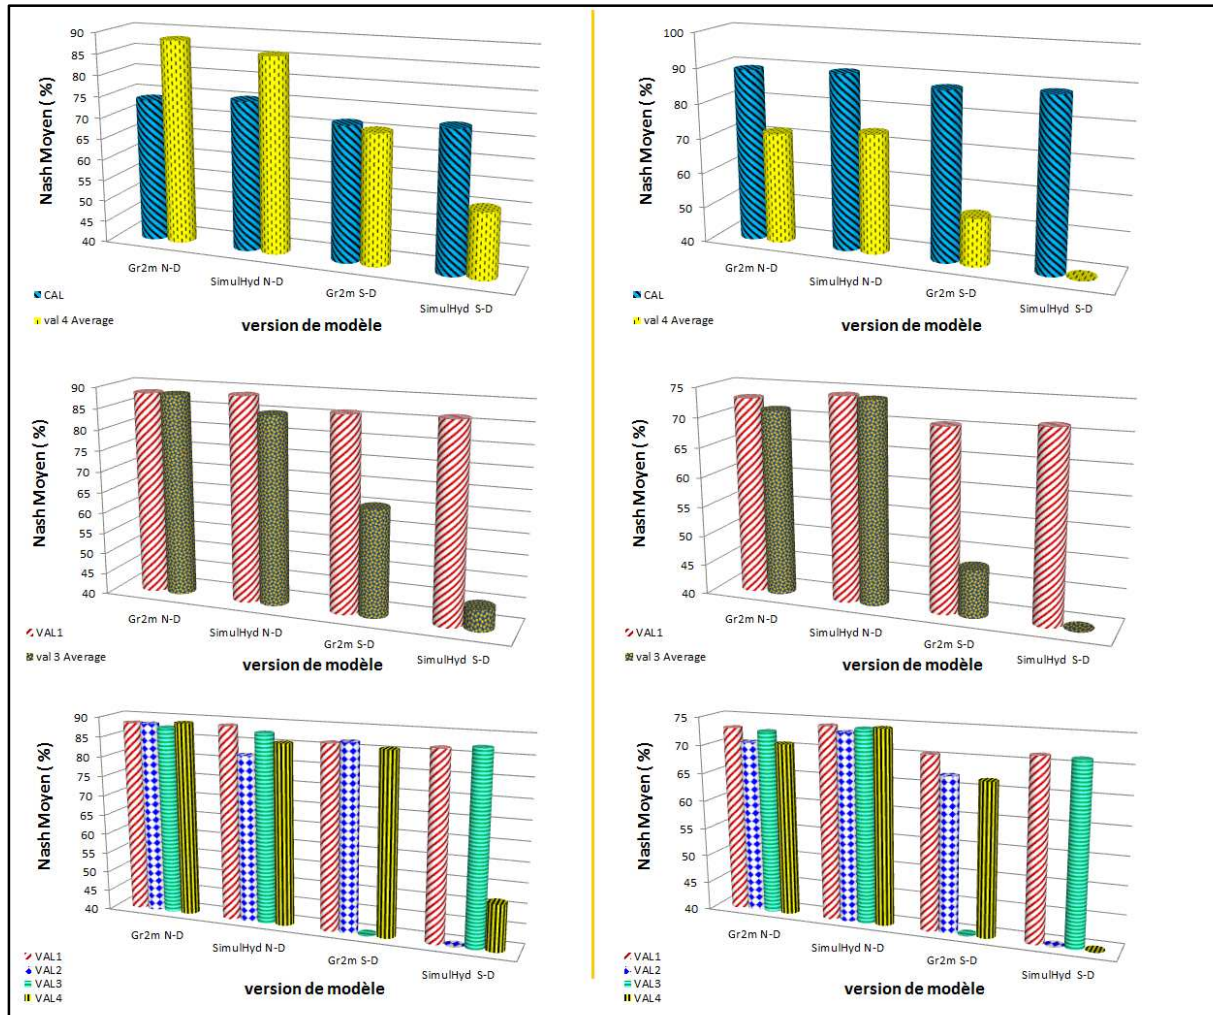 Nash Moyen ( %)
90
85
80
75
70
65
60
55
50
45
40
Gr2m N-D
SimulHyd N-D
Gr2m S-D
SimulHyd S-D
CAL
val 4 Average
version de modèle
Nash Moyen ( %)
100
90
80
70
60
50
40
Gr2m N-D
SimulHyd N-D
Gr2m S-D
SimulHyd S-D
CAL
val 4 Average
version de modèle
Nash Moyen ( %)
90
85
80
75
70
65
60
55
50
45
40
Gr2m N-D
SimulHyd N-D
Gr2m S-D
SimulHyd S-D
VAL1
val 3 Average
version de modèle
Nash Moyen ( %)
75
70
65
60
55
50
45
40
Gr2m N-D
SimulHyd N-D
Gr2m S-D
SimulHyd S-D
VAL1
val 3 Average
version de modèle
Nash Moyen ( %)
90
85
80
75
70
65
60
55
50
45
40
Gr2m N-D
SimulHyd N-D
Gr2m S-D
SimulHyd S-D
VAL1
VAL2
VAL3
VAL4
version de modèle
Nash Moyen ( %)
75
70
65
60
55
50
45
40
Gr2m N-D
SimulHyd N-D
Gr2m S-D
SimulHyd S-D
VAL1
VAL2
VAL3
VAL4
version de modèle